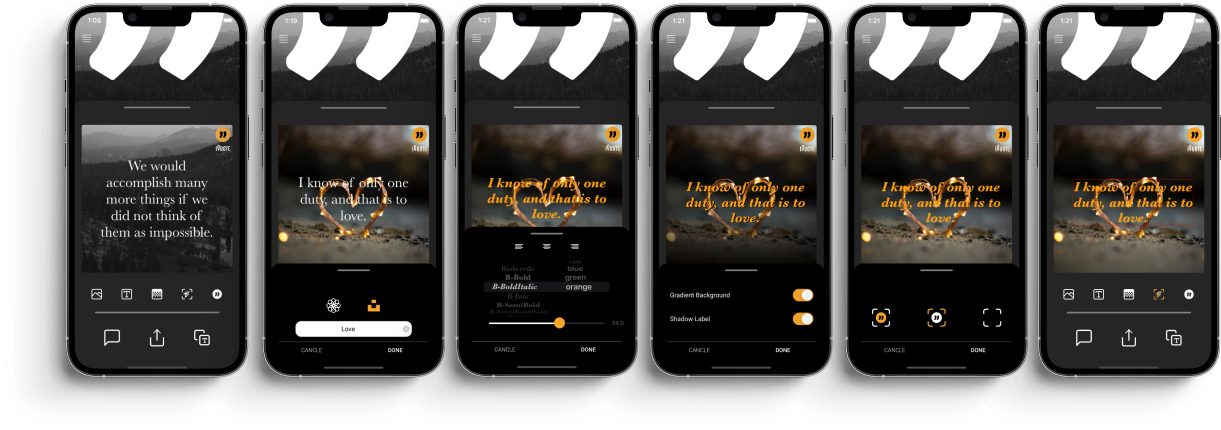 1:08
iQUOTE
We would
accomplish many
more things if we
did not think of
them as impossible.
1:19
iQUOTE
I know of only one
duty, and that is to
love.
Love
CANCLE
DONE
1:21
iQUOTE
I know of only one
duty, and that is to
love.
Baskerville
B-Bold
B-BoldItalic
B-Italic
B-SemiBold
blue
green
orange
34.0
CANCLE
DONE
1:21
iQUOTE
I know of only one
duty, and that is to
love.
Gradient Background
Shadow Label
CANCLE
DONE
1:21
iQUOTE
I know of only one
duty, and that is to
love.
CANCLE
DONE
1:21
iQUOTE
I know of only one
duty, and that is to
love.